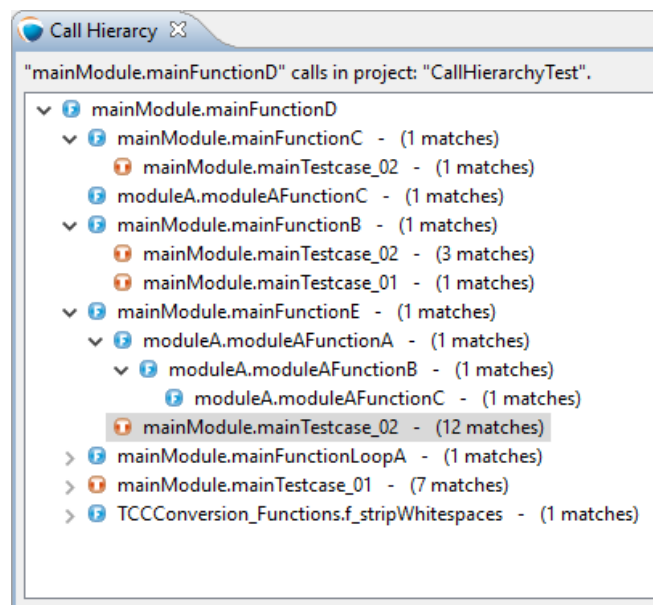 Call Hierarcy
"mainModule.mainFunctionD" calls in project: "CallHierarchyTest".
mainModule.mainFunctionD
mainModule.mainFunctionC - (1 matches)
mainModule.mainTestcase_02 - (1 matches)
moduleA.moduleAFunctionC - (1 matches)
mainModule.mainFunctionB - (1 matches)
mainModule.mainTestcase_02 - (3 matches)
mainModule.mainTestcase_01 - (1 matches)
mainModule.mainFunctionE - (1 matches)
moduleA.moduleAFunctionA - (1 matches)
moduleA.moduleAFunctionB - (1 matches)
moduleA.moduleAFunctionC - (1 matches)
mainModule.mainTestcase_02 - (12 matches)
mainModule.mainFunctionLoopA - (1 matches)
mainModule.mainTestcase_01 - (7 matches)
TCCConversion_Functions.f_stripWhitespaces - (1 matches)